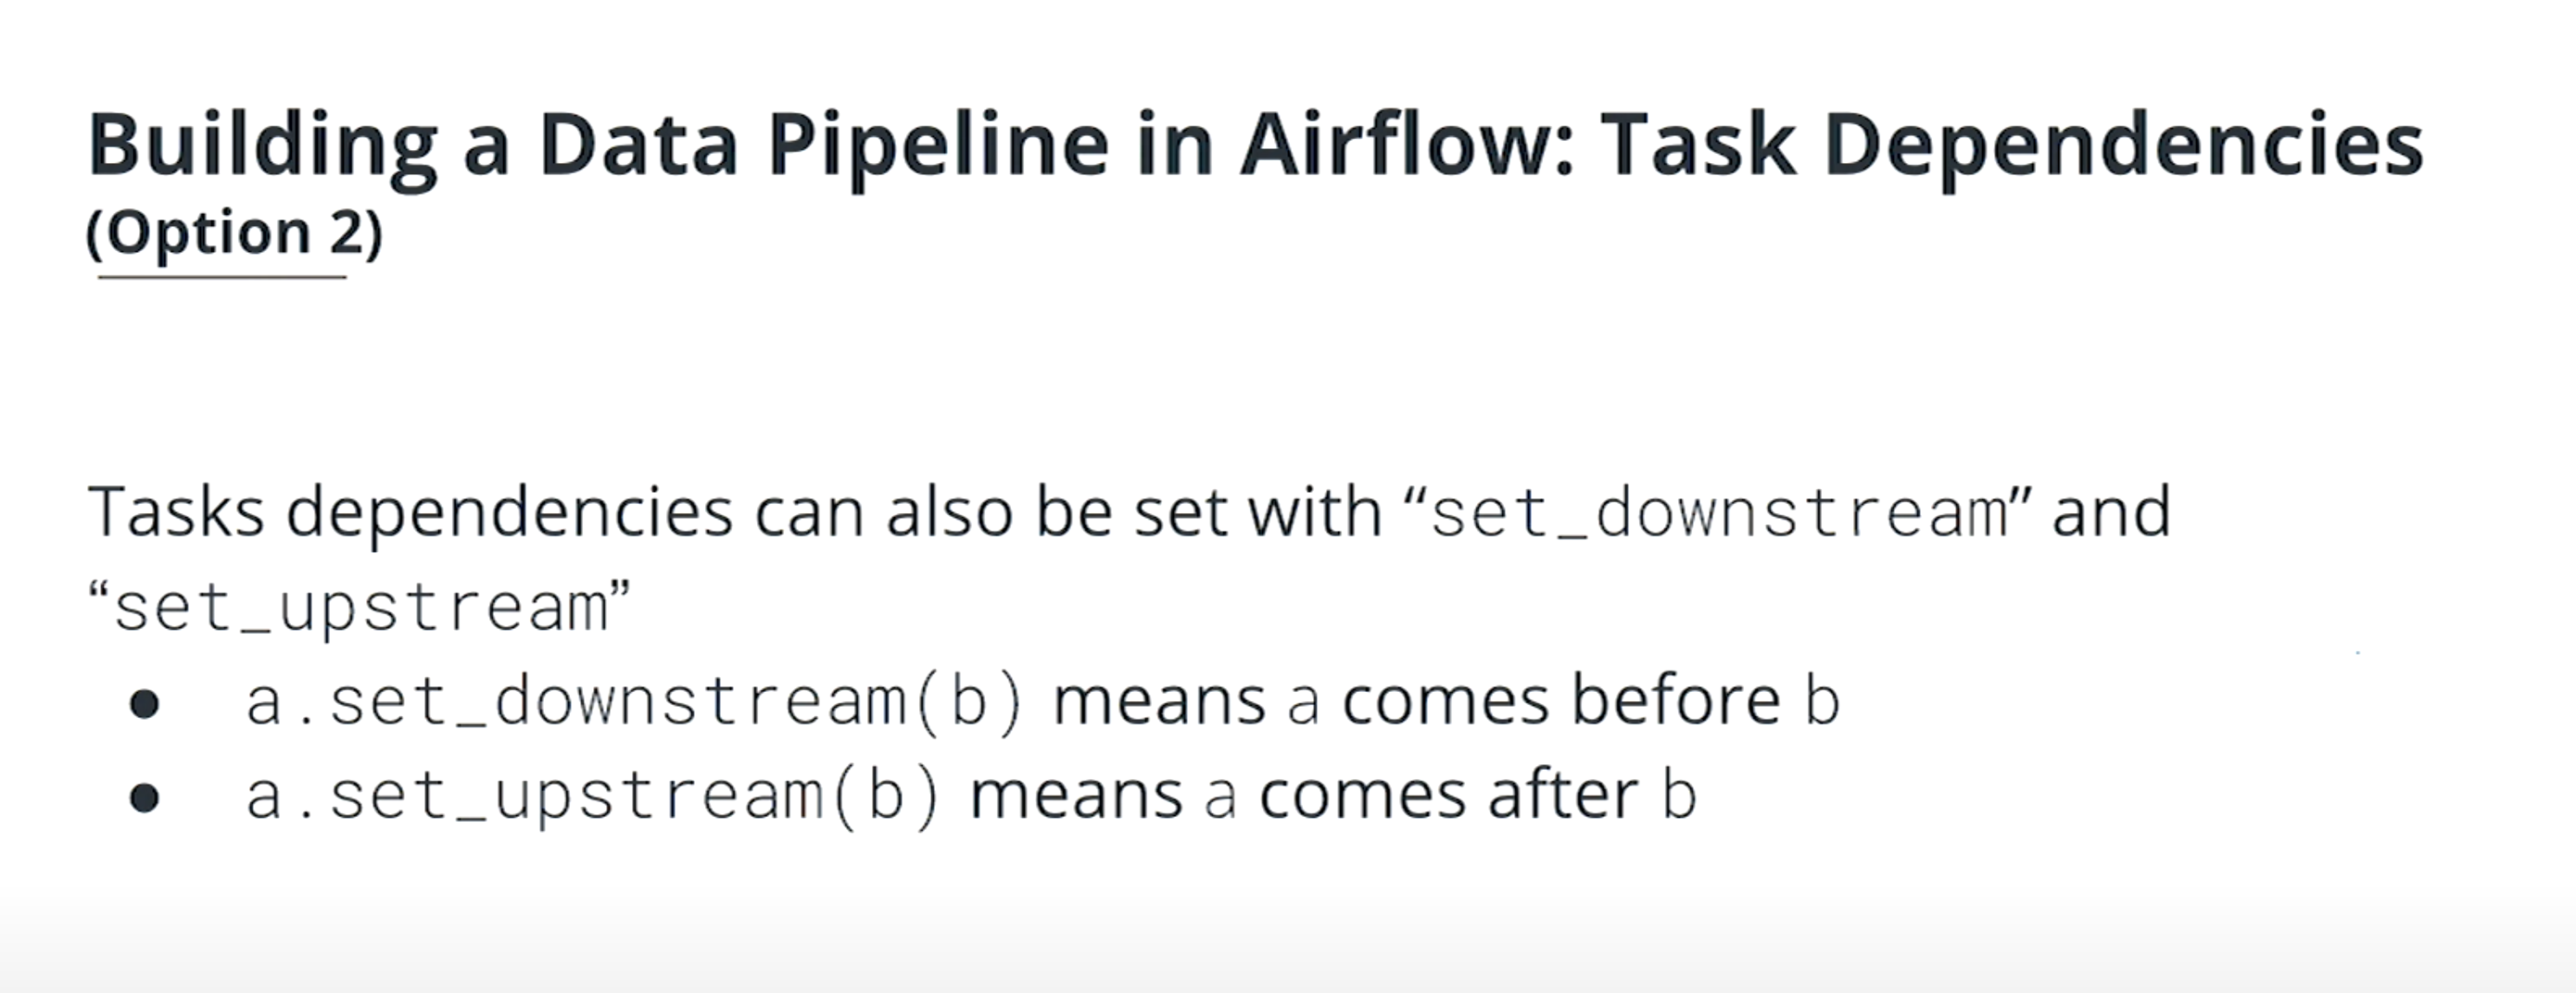 Building a Data Pipeline in Airflow: Task Dependencies
(Option 2)
Tasks dependencies can also be set with “set_downstream” and
“set_upstream”
● a.set_downstream(b) means a comes before b
● a.set_upstream(b) means a comes after b